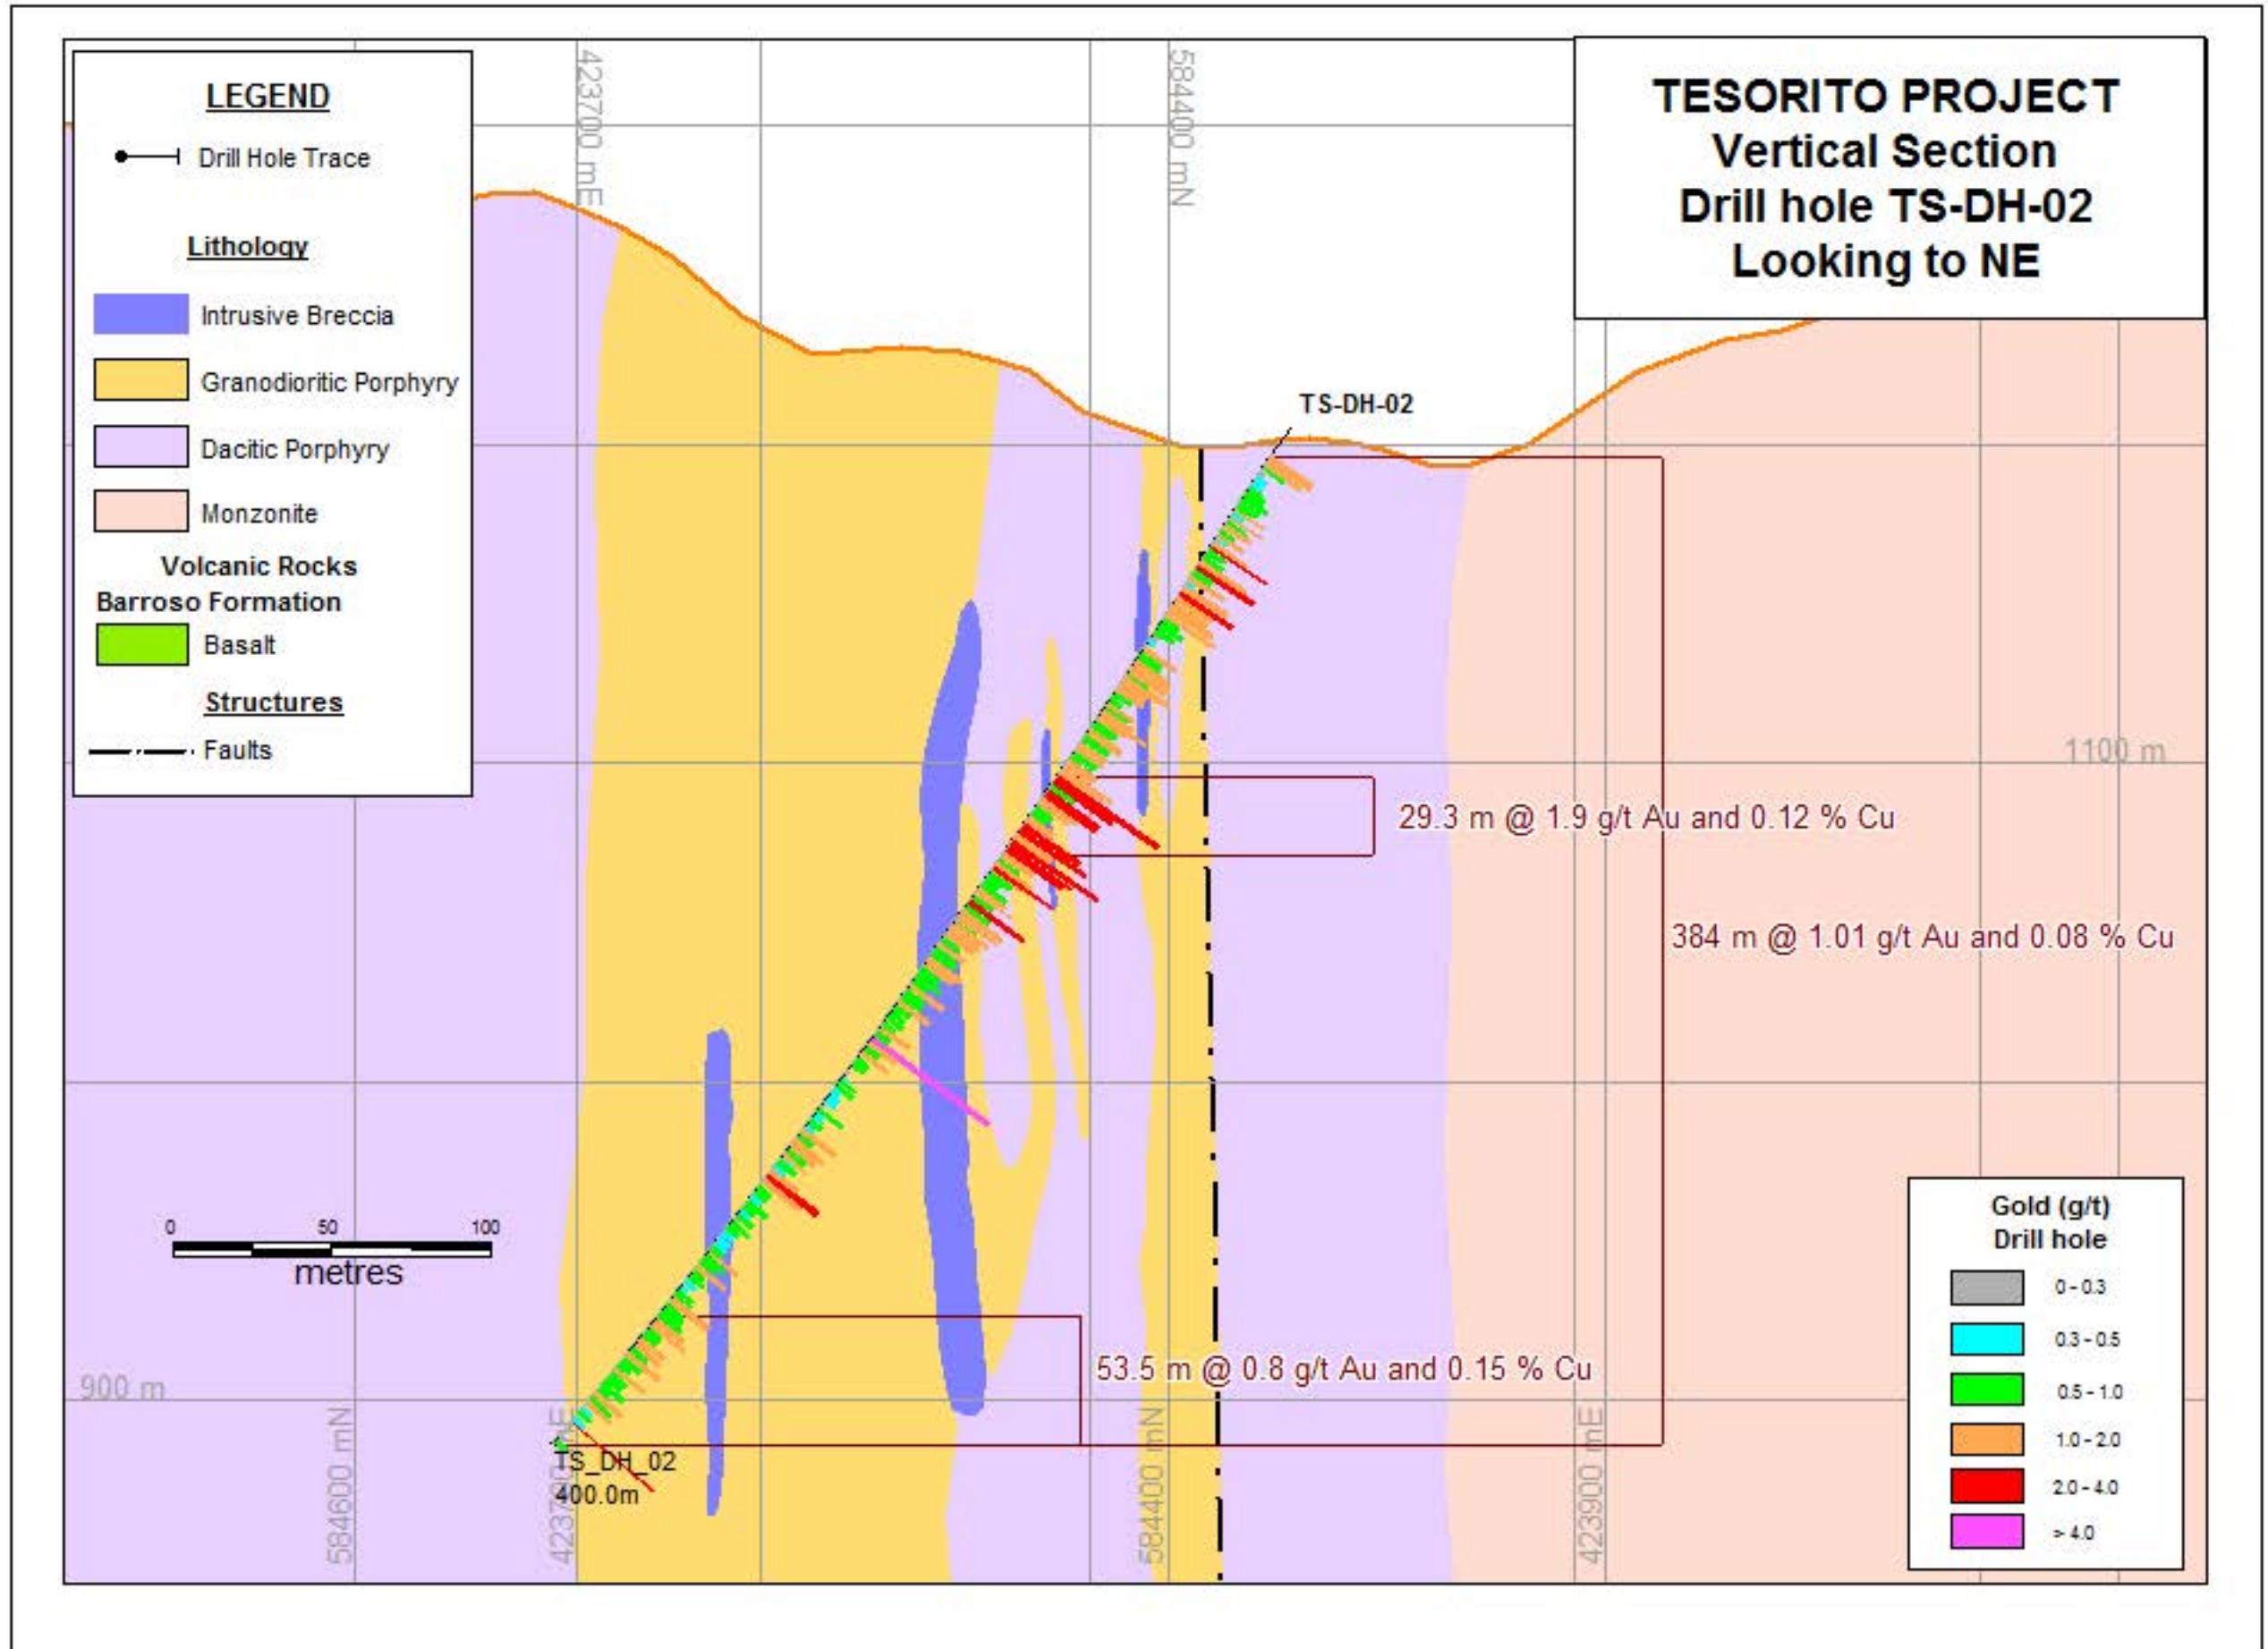 LEGEND
Drill Hole Trace
Lithology
Intrusive Breccia
Granodioritic Porphyry
Dacitic Porphyry
Monzonite
Volcanic Rocks
Barroso Formation
Basalt
Structures
Faults
423700 mE
584400 mN
TESORITO PROJECT
Vertical Section
Drill hole TS-DH-02
Looking to NE
TS-DH-02
1100 m
29.3 m @ 1.9 g/t Au and 0.12 % Cu
384 m @ 1.01 g/t Au and 0.08 % Cu
0 50 100
metres
53.5 m @ 0.8 g/t Au and 0.15 % Cu
900 m
584600 mN
423700 mE
TS_DH_02
400.0m
584400 mN
423900 mE
Gold (g/t)
Drill hole
0 - 0.3
0.3 - 0.5
0.5 - 1.0
1.0 - 2.0
2.0 - 4.0
> 4.0